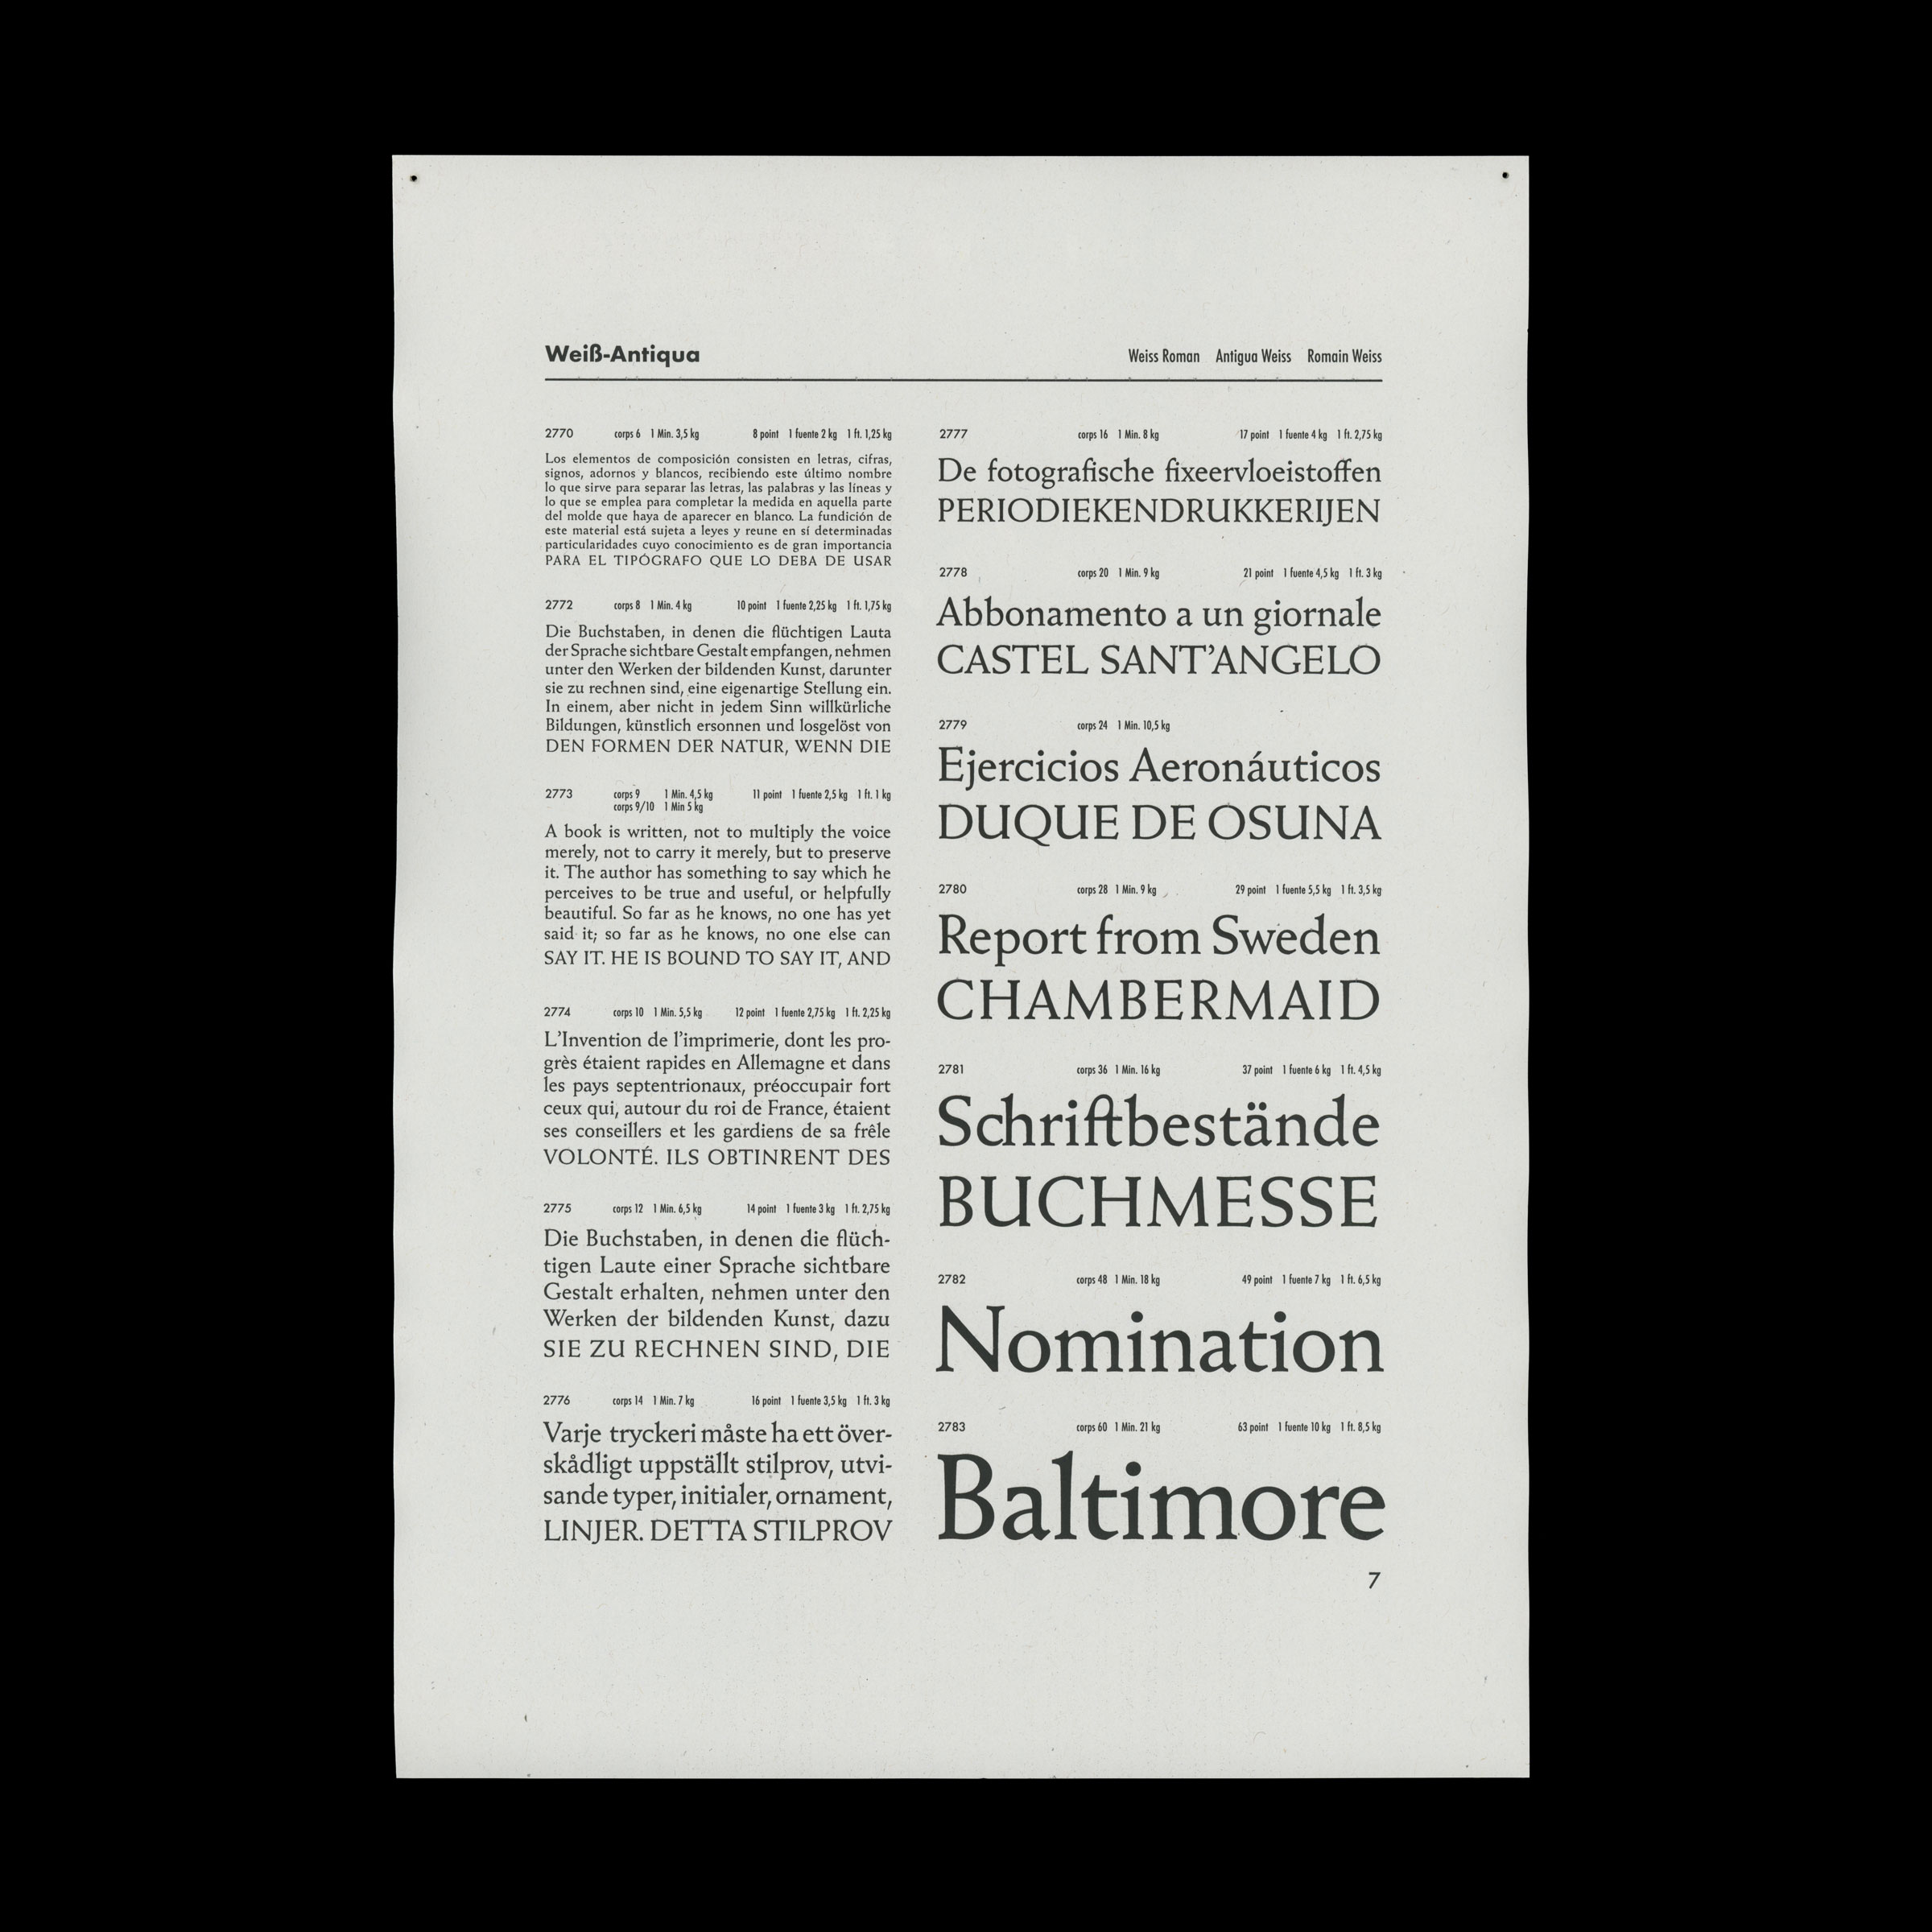 Weiß-Antiqua
Weiss Roman Antigua Weiss Romain Weiss
2770 corps 6 1 Min. 3,5 kg 8 point 1 fuente 2 kg 1 ft. 1,25 kg
Los elementos de composición consisten en letras, cifras,
signos, adornos y blancos, recibiendo este último nombre
lo que sirve para separar las letras, las palabras y las líneas y
lo que se emplea para completar la medida en aquella parte
del molde que haya de aparecer en blanco. La fundición de
este material está sujeta a leyes y reune en sí determinadas
particularidades cuyo conocimiento es de gran importancia
PARA EL TIPÓGRAFO QUE LO DEBA DE USAR
2772 corps 8 1 Min. 4 kg 10 point 1 fuente 2,25 kg 1 ft. 1,75 kg
Die Buchstaben, in denen die flüchtigen Lauta
der Sprache sichtbare Gestalt empfangen, nehmen
unter den Werken der bildenden Kunst, darunter
sie zu rechnen sind, eine eigenartige Stellung ein.
In einem, aber nicht in jedem Sinn willkürliche
Bildungen, künstlich ersonnen und losgelöst von
DEN FORMEN DER NATUR, WENN DIE
2773 corps 9 1 Min. 4,5 kg 11 point 1 fuente 2,5 kg 1 ft. 1 kg
corps 9/10 1 Min 5 kg
A book is written, not to multiply the voice
merely, not to carry it merely, but to preserve
it. The author has something to say which he
perceives to be true and useful, or helpfully
beautiful. So far as he knows, no one has yet
said it; so far as he knows, no one else can
SAY IT. HE IS BOUND TO SAY IT, AND
2774 corps 10 1 Min. 5,5 kg 12 point 1 fuente 2,75 kg 1 ft. 2,25 kg
L’Invention de l’imprimerie, dont les pro-
grès étaient rapides en Allemagne et dans
les pays septentrionaux, préoccupair fort
ceux qui, autour du roi de France, étaient
ses conseillers et les gardiens de sa frêle
VOLONTÉ. ILS OBTINRENT DES
2775 corps 12 1 Min. 6,5 kg 14 point 1 fuente 3 kg 1 ft. 2,75 kg
Die Buchstaben, in denen die flüch-
tigen Laute einer Sprache sichtbare
Gestalt erhalten, nehmen unter den
Werken der bildenden Kunst, dazu
SIE ZU RECHNEN SIND, DIE
2776 corps 14 1 Min. 7 kg 16 point 1 fuente 3,5 kg 1 ft. 3 kg
Varje tryckeri måste ha ett över-
skådligt uppställt stilprov, utvi-
sande typer, initialer, ornament,
LINJER. DETTA STILPROV
2777 corps 16 1 Min. 8 kg 17 point 1 fuente 4 kg 1 ft. 2,75 kg
De fotografische fixeervloeistoffen
PERIODIEKENDRUKKERIJEN
2778 corps 20 1 Min. 9 kg 21 point 1 fuente 4,5 kg 1 ft. 3 kg
Abbonamento a un giornale
CASTEL SANT’ANGELO
2779 corps 24 1 Min. 10,5 kg
Ejercicios Aeronáuticos
DUQUE DE OSUNA
2780 corps 28 1 Min. 9 kg 29 point 1 fuente 5,5 kg 1 ft. 3,5 kg
Report from Sweden
CHAMBERMAID
2781 corps 36 1 Min. 16 kg 37 point 1 fuente 6 kg 1 ft. 4,5 kg
Schriftbestände
BUCHMESSE
2782 corps 48 1 Min. 18 kg 49 point 1 fuente 7 kg 1 ft. 6,5 kg
Nomination
2783 corps 60 1 Min. 21 kg 63 point 1 fuente 10 kg 1 ft. 8,5 kg
Baltimore
7